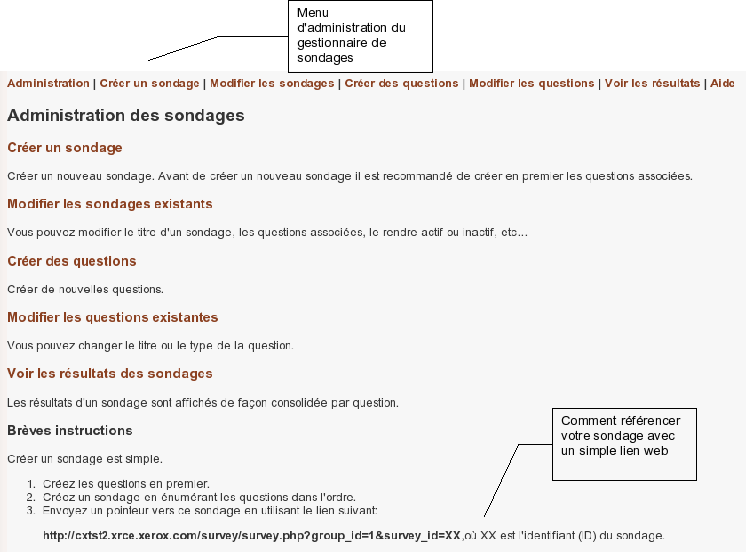 Menu
d'administration du
gestionnaire de
sondages
Administration | Créer un sondage | Modifier les sondages | Créer des questions | Modifier les questions | Voir les résultats | Aide
Administration des sondages
Créer un sondage
Créer un nouveau sondage. Avant de créer un nouveau sondage il est recommandé de créer en premier les questions associées.
Modifier les sondages existants
Vous pouvez modifier le titre d'un sondage, les questions associées, le rendre actif ou inactif, etc...
Créer des questions
Créer de nouvelles questions.
Modifier les questions existantes
Vous pouvez changer le titre ou le type de la question.
Voir les résultats des sondages
Les résultats d'un sondage sont affichés de façon consolidée par question.
Comment référencer
votre sondage avec
un simple lien web
Brèves instructions
Créer un sondage est simple.
1. Créez les questions en premier.
2. Créez un sondage en énumérant les questions dans l'ordre.
3. Envoyez un pointeur vers ce sondage en utilisant le lien suivant:
http://cxtst2.xrce.xerox.com/survey/survey.php?group_id=1&survey_id=XX,où XX est l'identifiant (ID) du sondage.